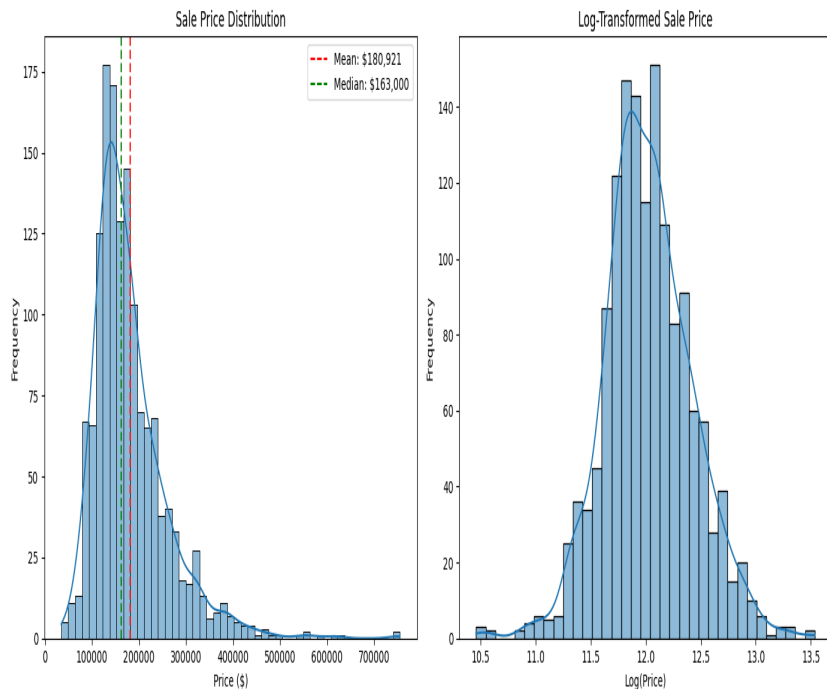 Sale Price Distribution
Mean: $180,921
Median: $163,000
Frequency
175
150
125
100
75
50
25
0
0 100000 200000 300000 400000 500000 600000 700000
Price ($)
Log-Transformed Sale Price
Frequency
140
120
100
80
60
40
20
0
10.5 11.0 11.5 12.0 12.5 13.0 13.5
Log(Price)